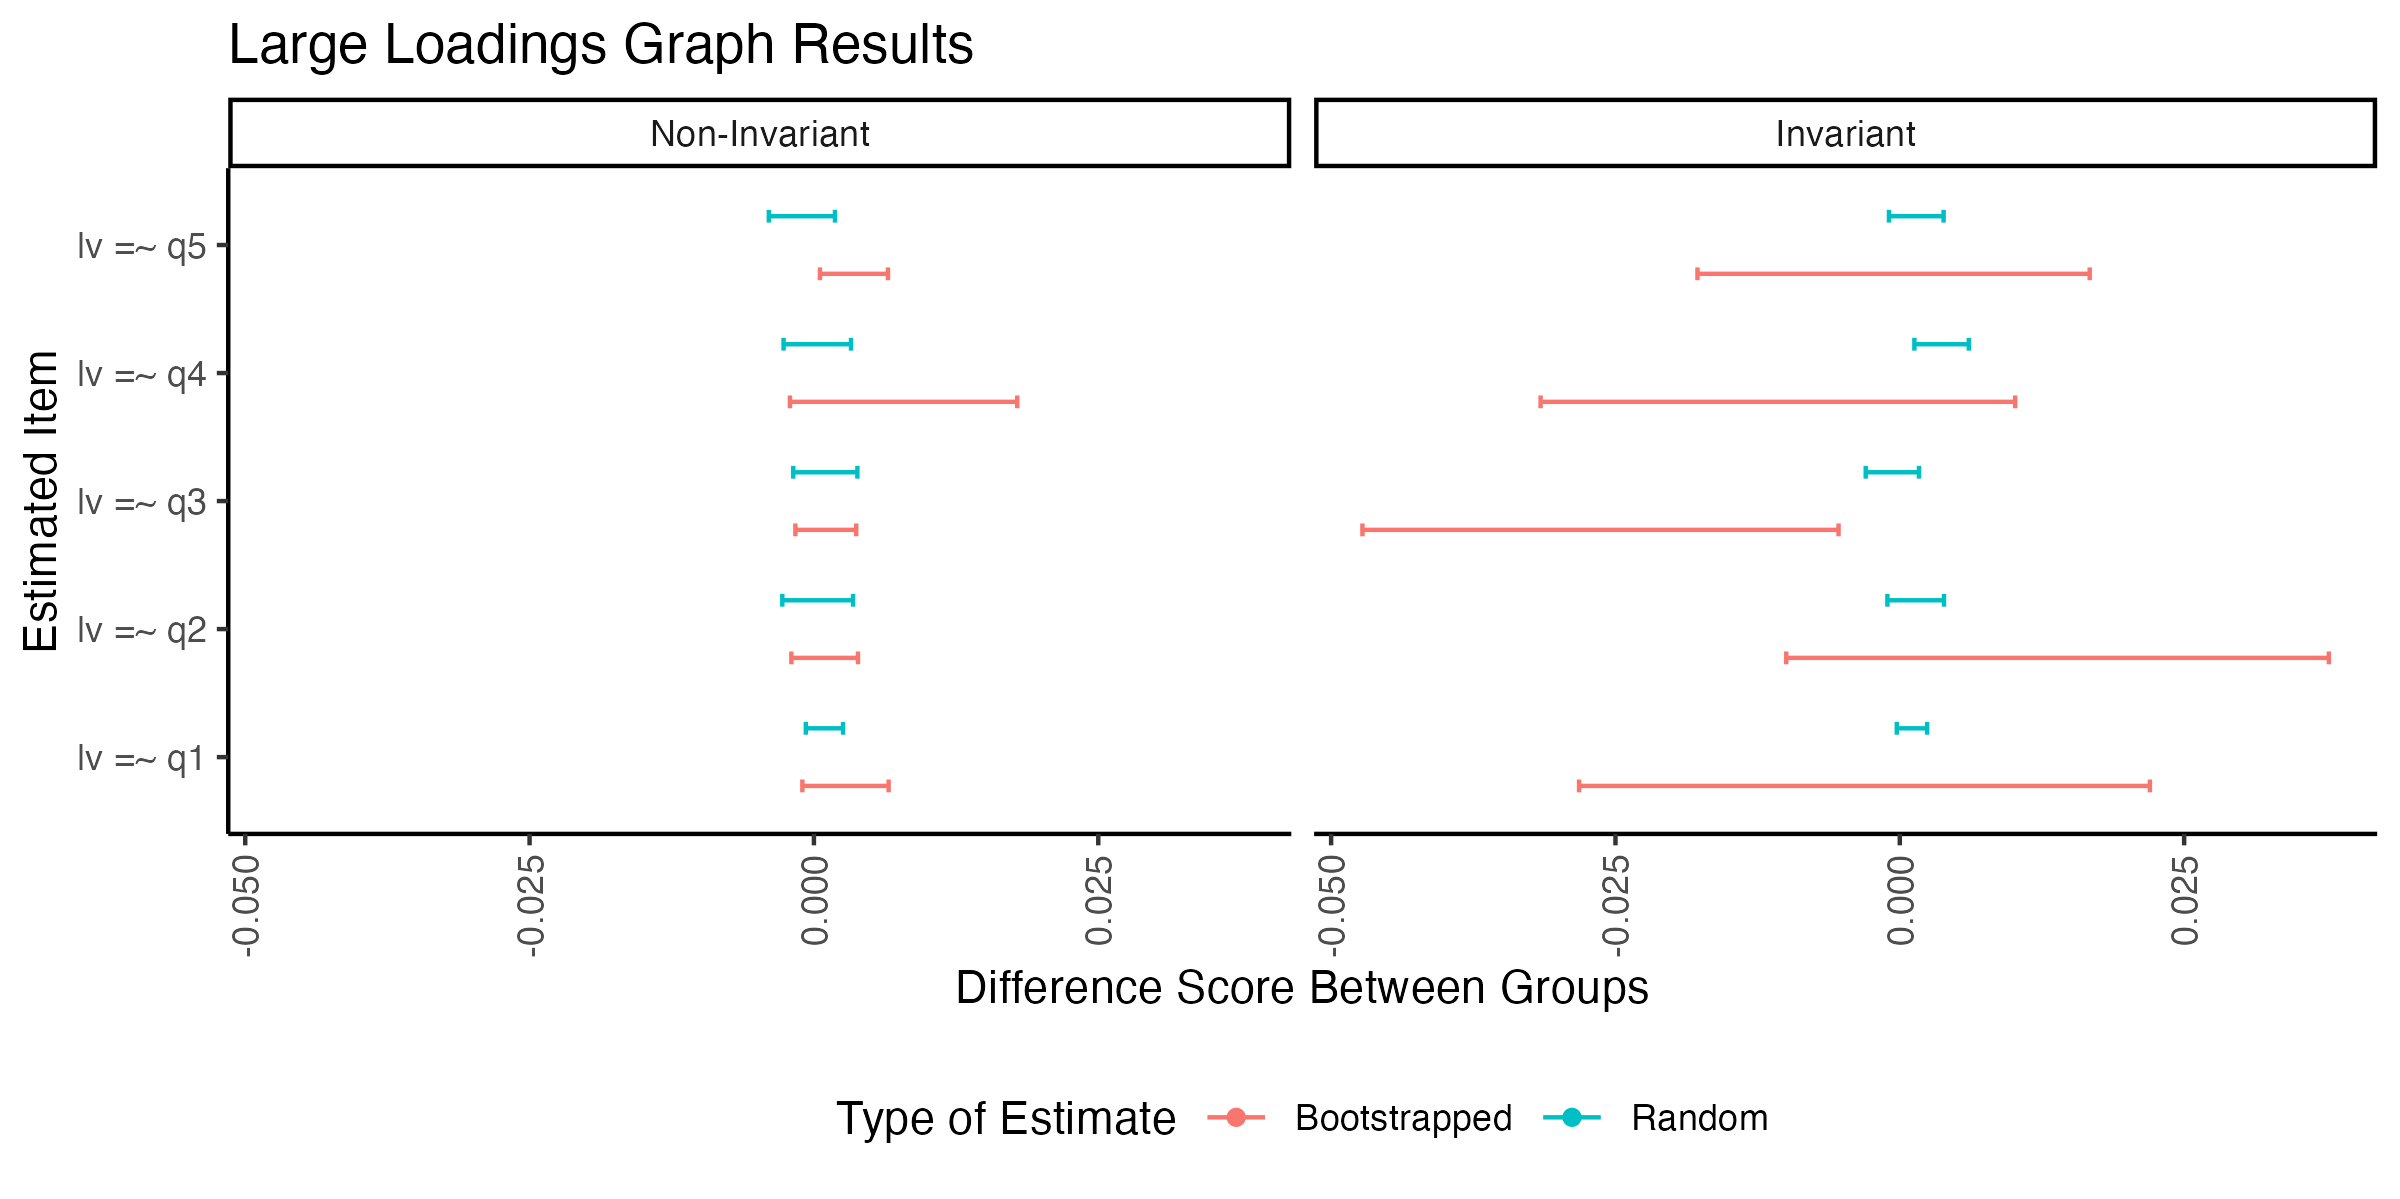 Large Loadings Graph Results
Non-Invariant
Invariant
Estimated Item
lv =~ q5
lv =~ q4
lv =~ q3
lv =~ q2
lv =~ q1
-0.050
-0.025
0.000
0.025
-0.050
-0.025
0.000
0.025
Difference Score Between Groups
Type of Estimate
Bootstrapped
Random